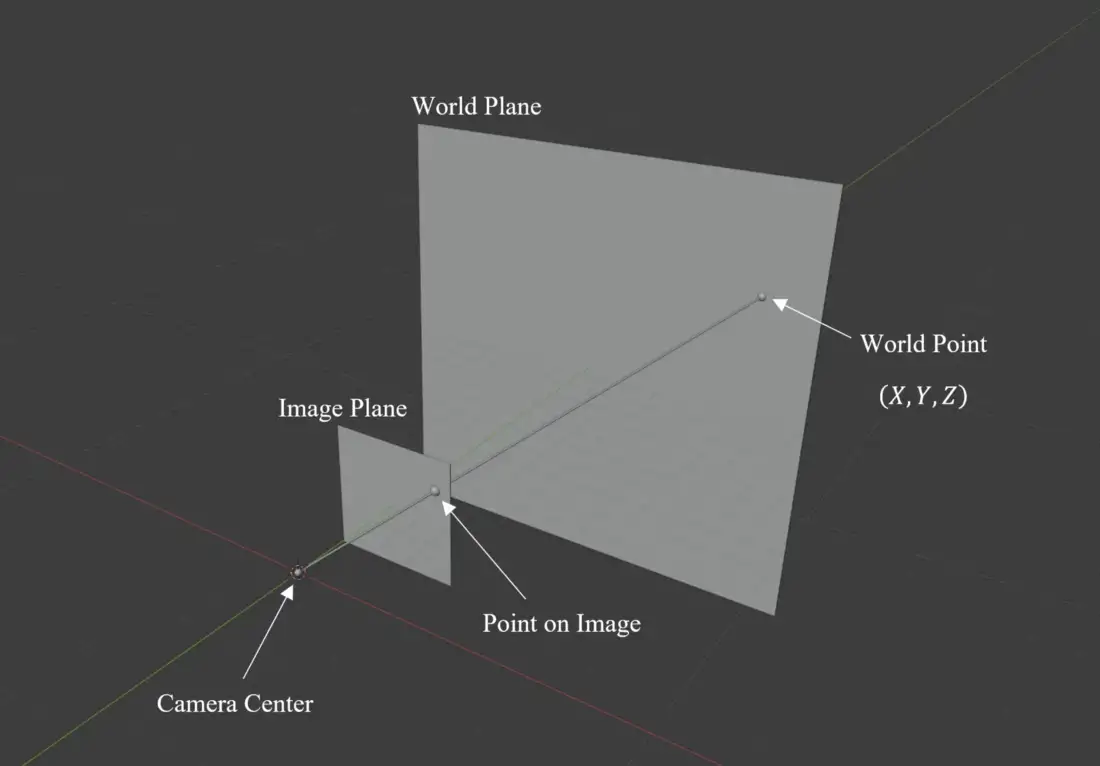 World Plane
World Point
(X,Y,Z)
Image Plane
Point on Image
Camera Center